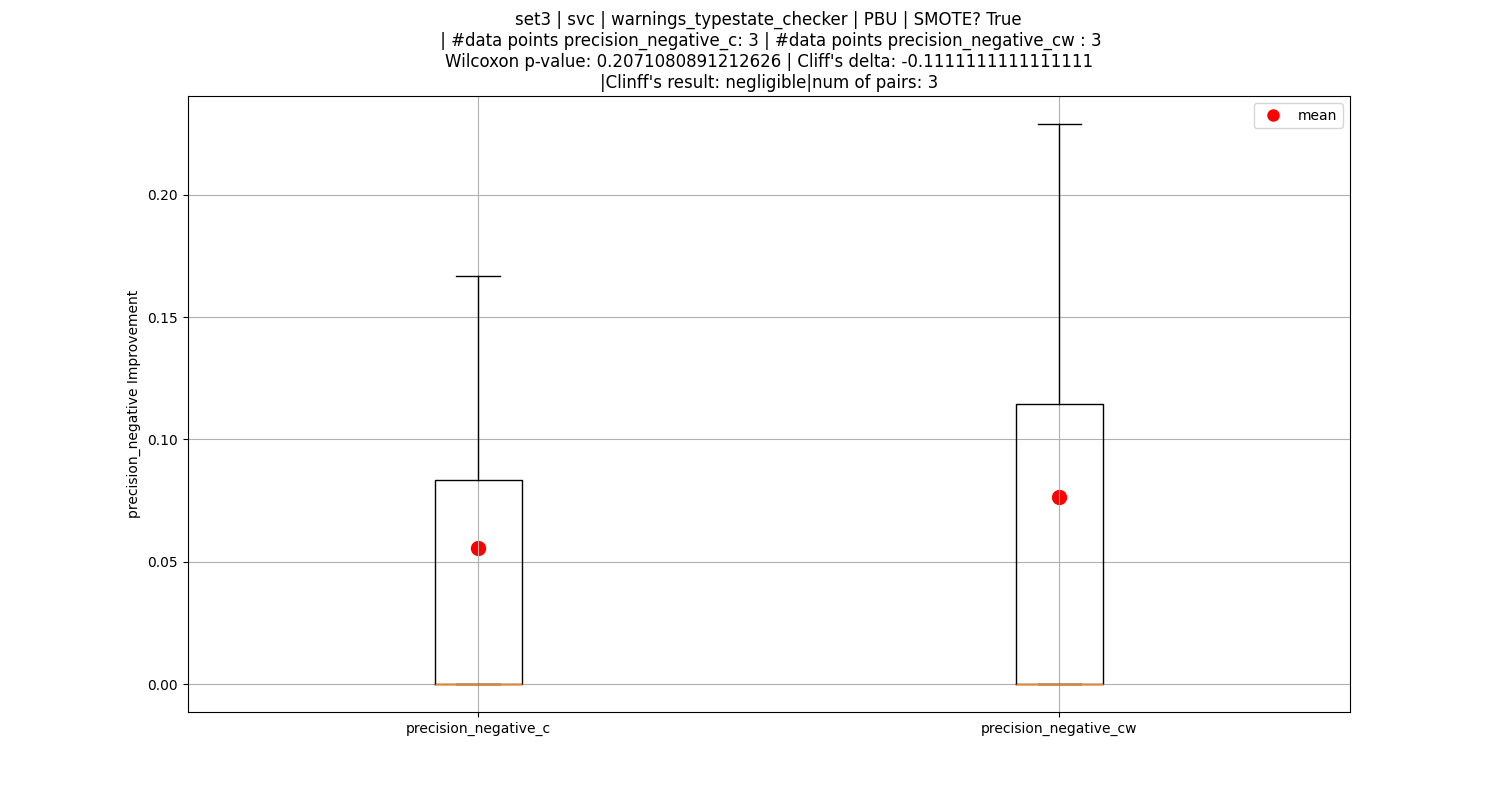 set3 | svc | warnings_typestate_checker | PBU | SMOTE? True
| #data points precision_negative_c: 3 | #data points precision_negative_cw : 3
Wilcoxon p-value: 0.2071080891212626 | Cliff's delta: -0.1111111111111111
|Clinff's result: negligible|num of pairs: 3
mean
0.20
0.15
0.10
0.05
0.00
precision_negative Improvement
precision_negative_c
precision_negative_cw